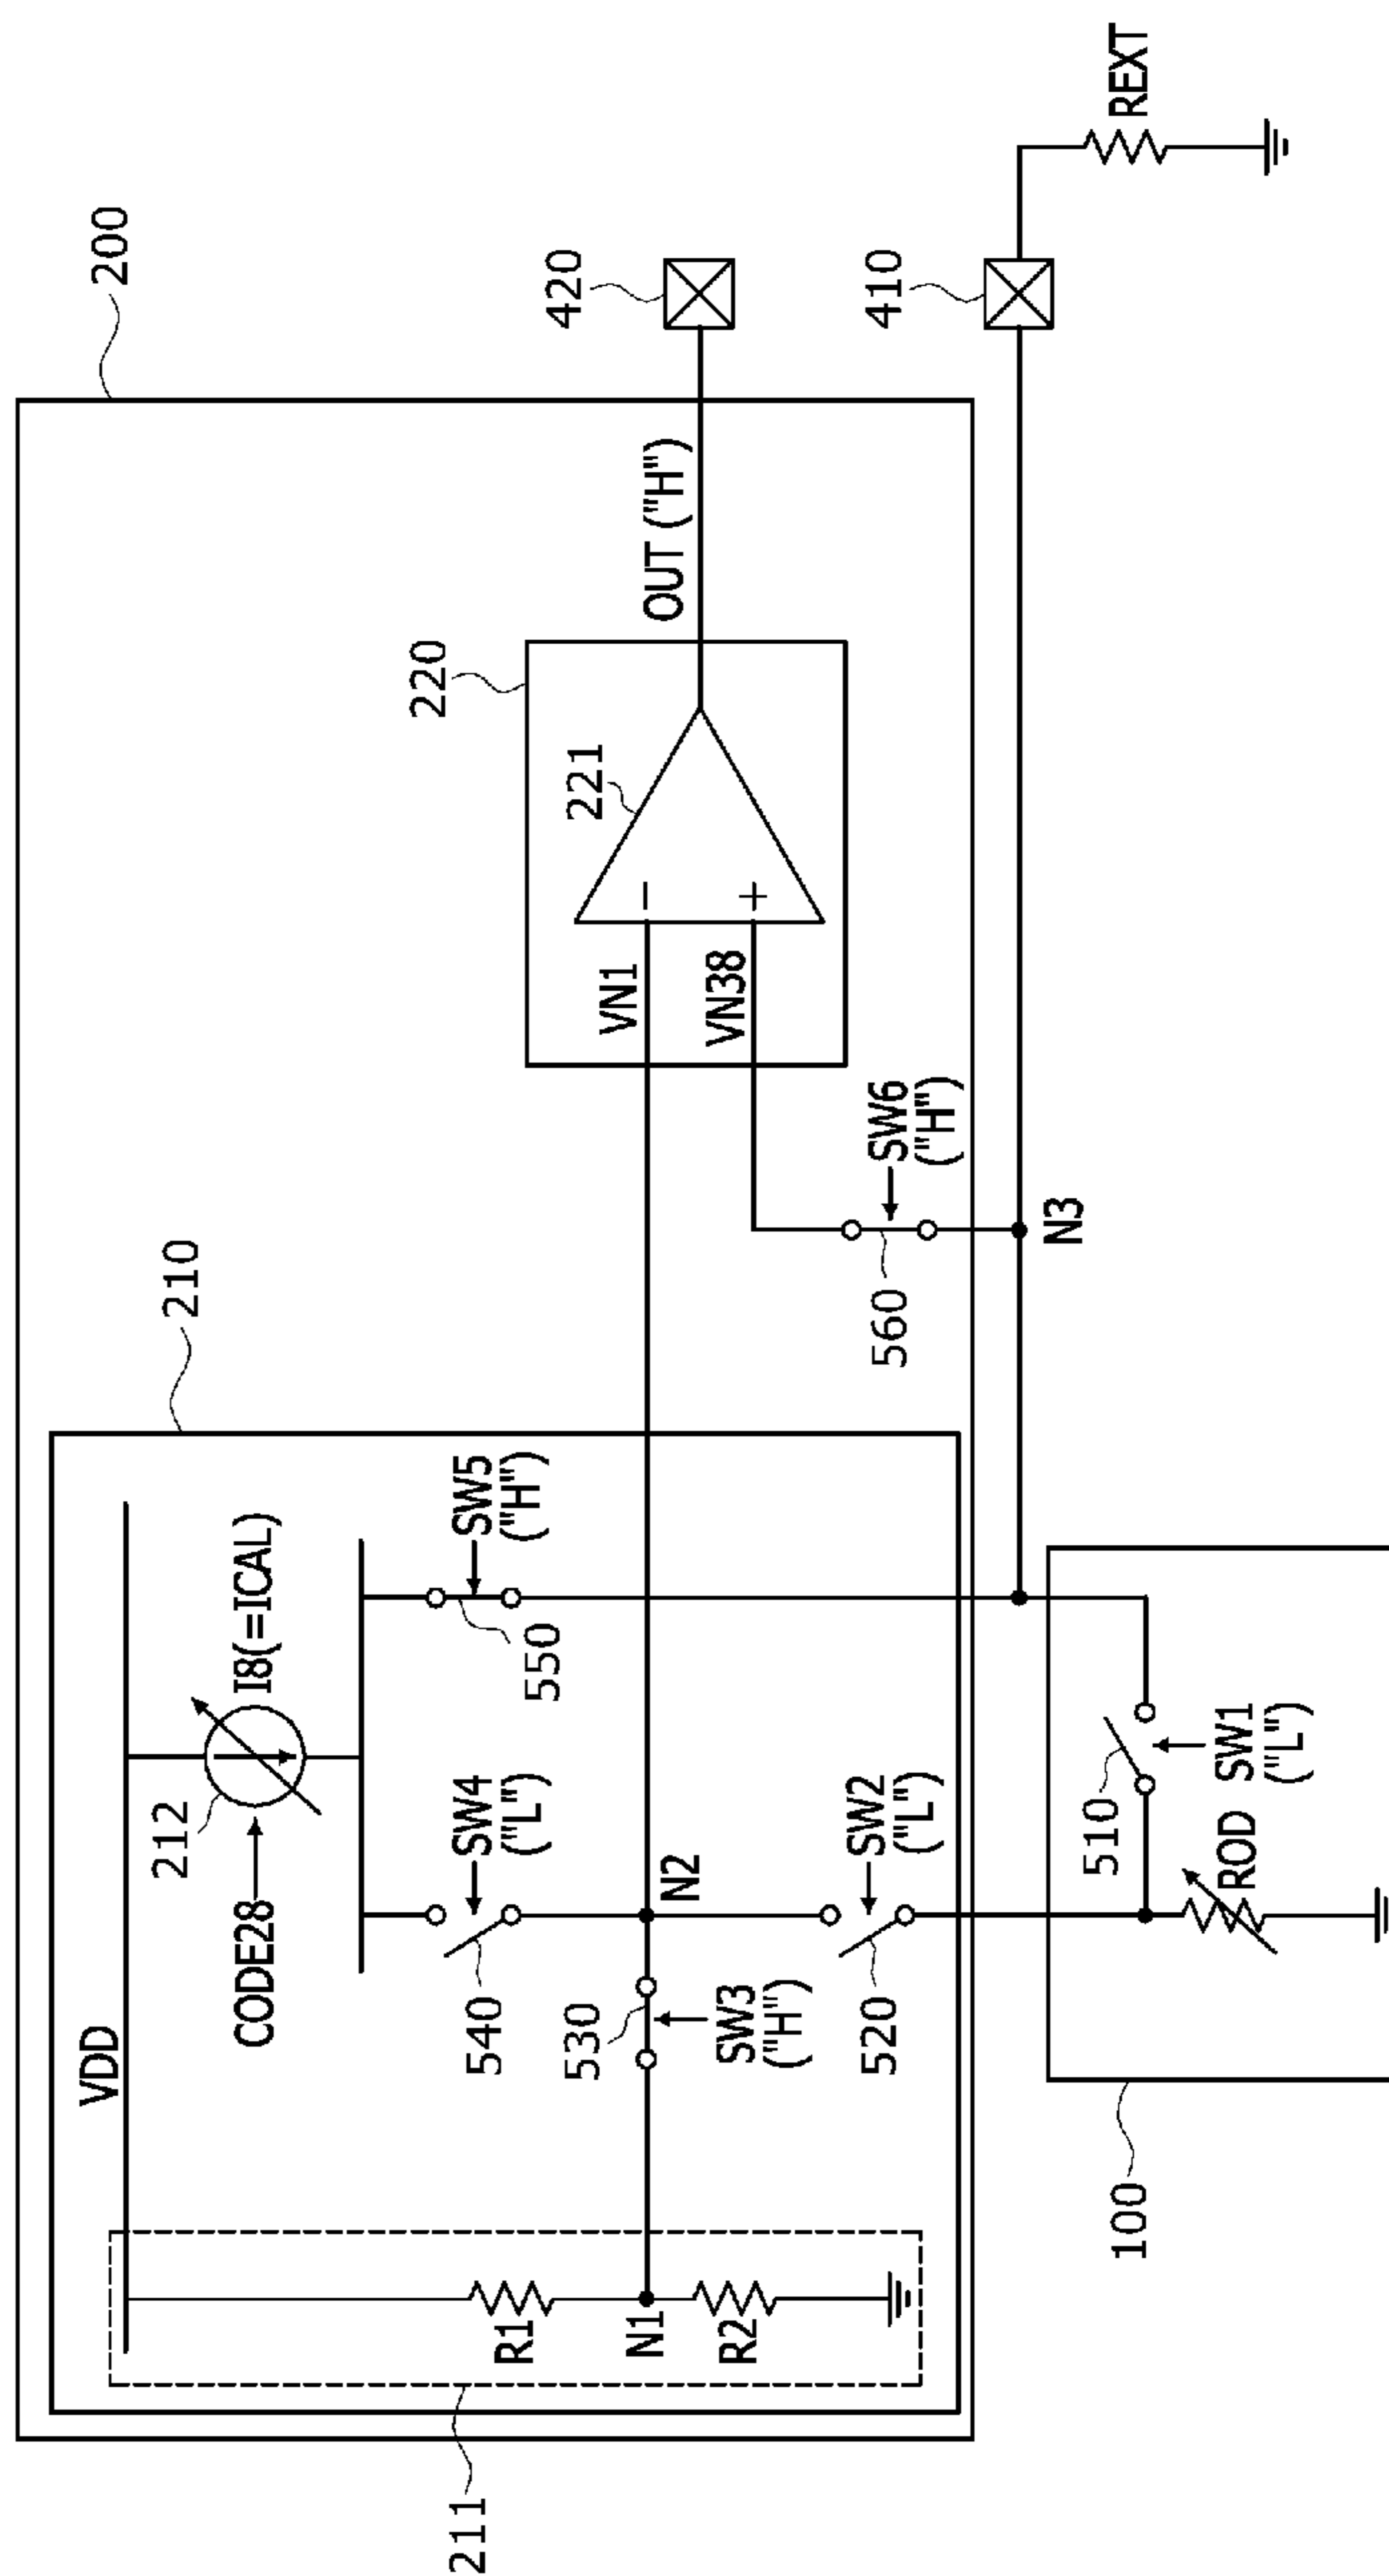 200
210
211
VDD
R1
N1
R2
CODE28
212
I8(=ICAL)
SW4
("L")
540
SW5
("H")
550
530
SW3
("H")
N2
SW2
("L")
520
VN1
VN38
−
+
221
220
OUT ("H")
420
SW6
("H")
560
N3
410
REXT
100
510
SW1
("L")
ROD